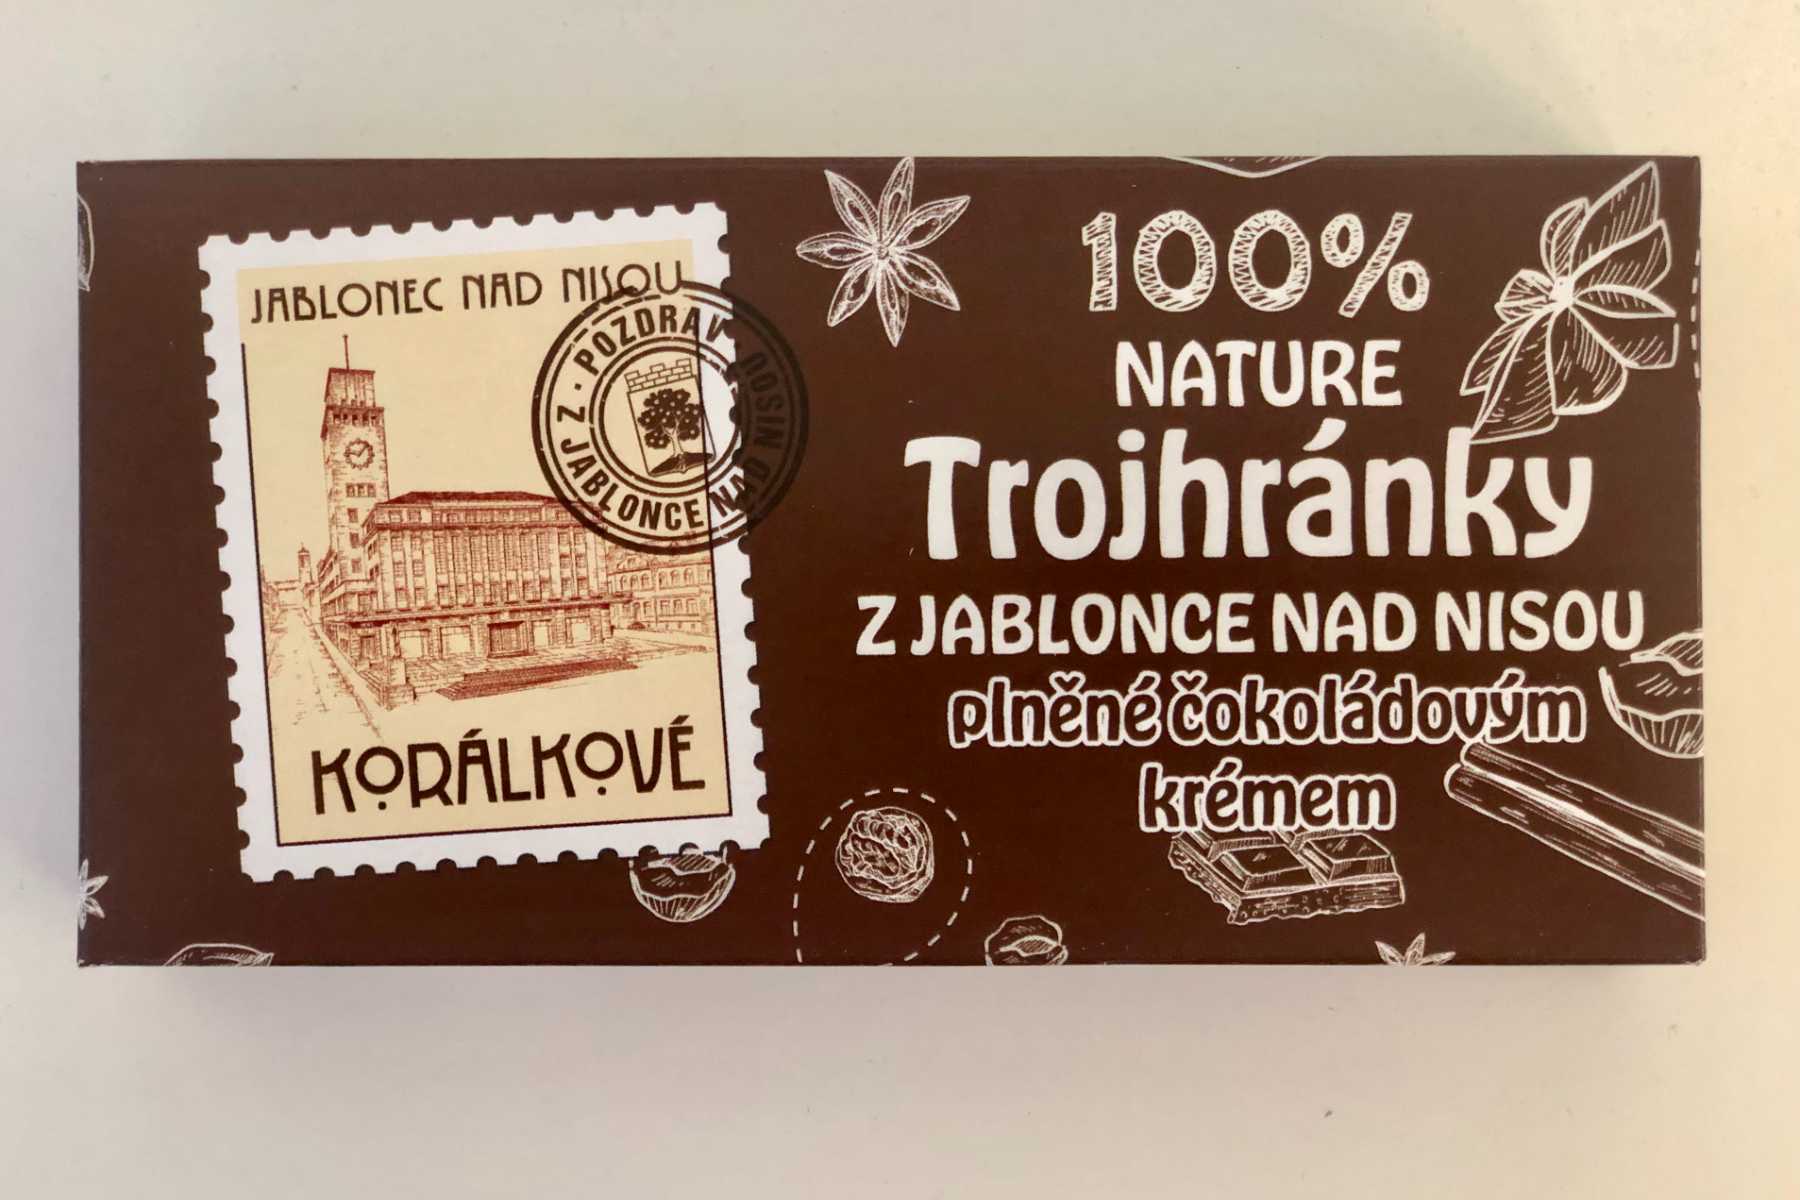 JABLONEC NAD NISOU
· POZDRAV ·
Z JABLONCE NAD NISOU
KORÁLKOVÉ
100%
NATURE
Trojhránky
Z JABLONCE NAD NISOU
plněné čokoládovým
krémem